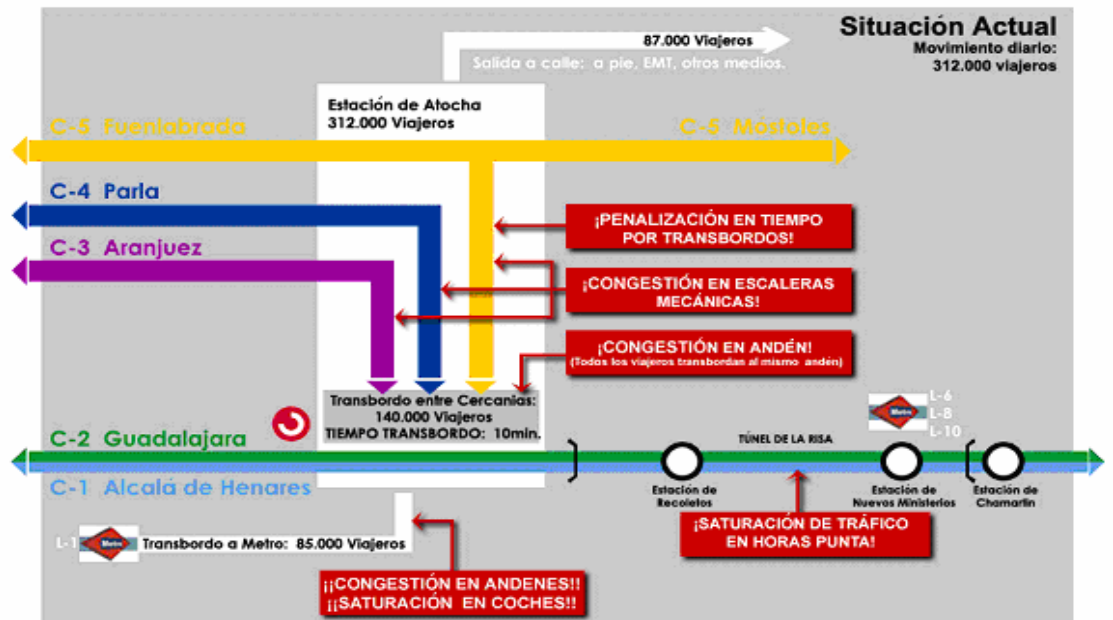 Situación Actual
Movimiento diario:
312.000 viajeros
87.000 Viajeros
Salida a calle: a pie, EMT, otros medios.
Estación de Atocha
312.000 Viajeros
C-5 Fuenlabrada
C-5 Móstoles
C-4 Parla
C-3 Aranjuez
¡PENALIZACIÓN EN TIEMPO
POR TRANSBORDOS!
¡CONGESTIÓN EN ESCALERAS
MECÁNICAS!
¡CONGESTIÓN EN ANDÉN!
(Todos los viajeros transbordan al mismo andén)
Transbordo entre Cercanías:
140.000 Viajeros
TIEMPO TRANSBORDO: 10min.
Metro
L-6
L-8
L-10
C-2 Guadalajara
TÚNEL DE LA RISA
C-1 Alcalá de Henares
Estación de
Recoletos
Estación de
Nuevos Ministerios
Estación de
Chamartín
¡SATURACIÓN DE TRÁFICO
EN HORAS PUNTA!
L-1
Metro
Transbordo a Metro: 85.000 Viajeros
¡¡CONGESTIÓN EN ANDENES!!
¡¡SATURACIÓN EN COCHES!!